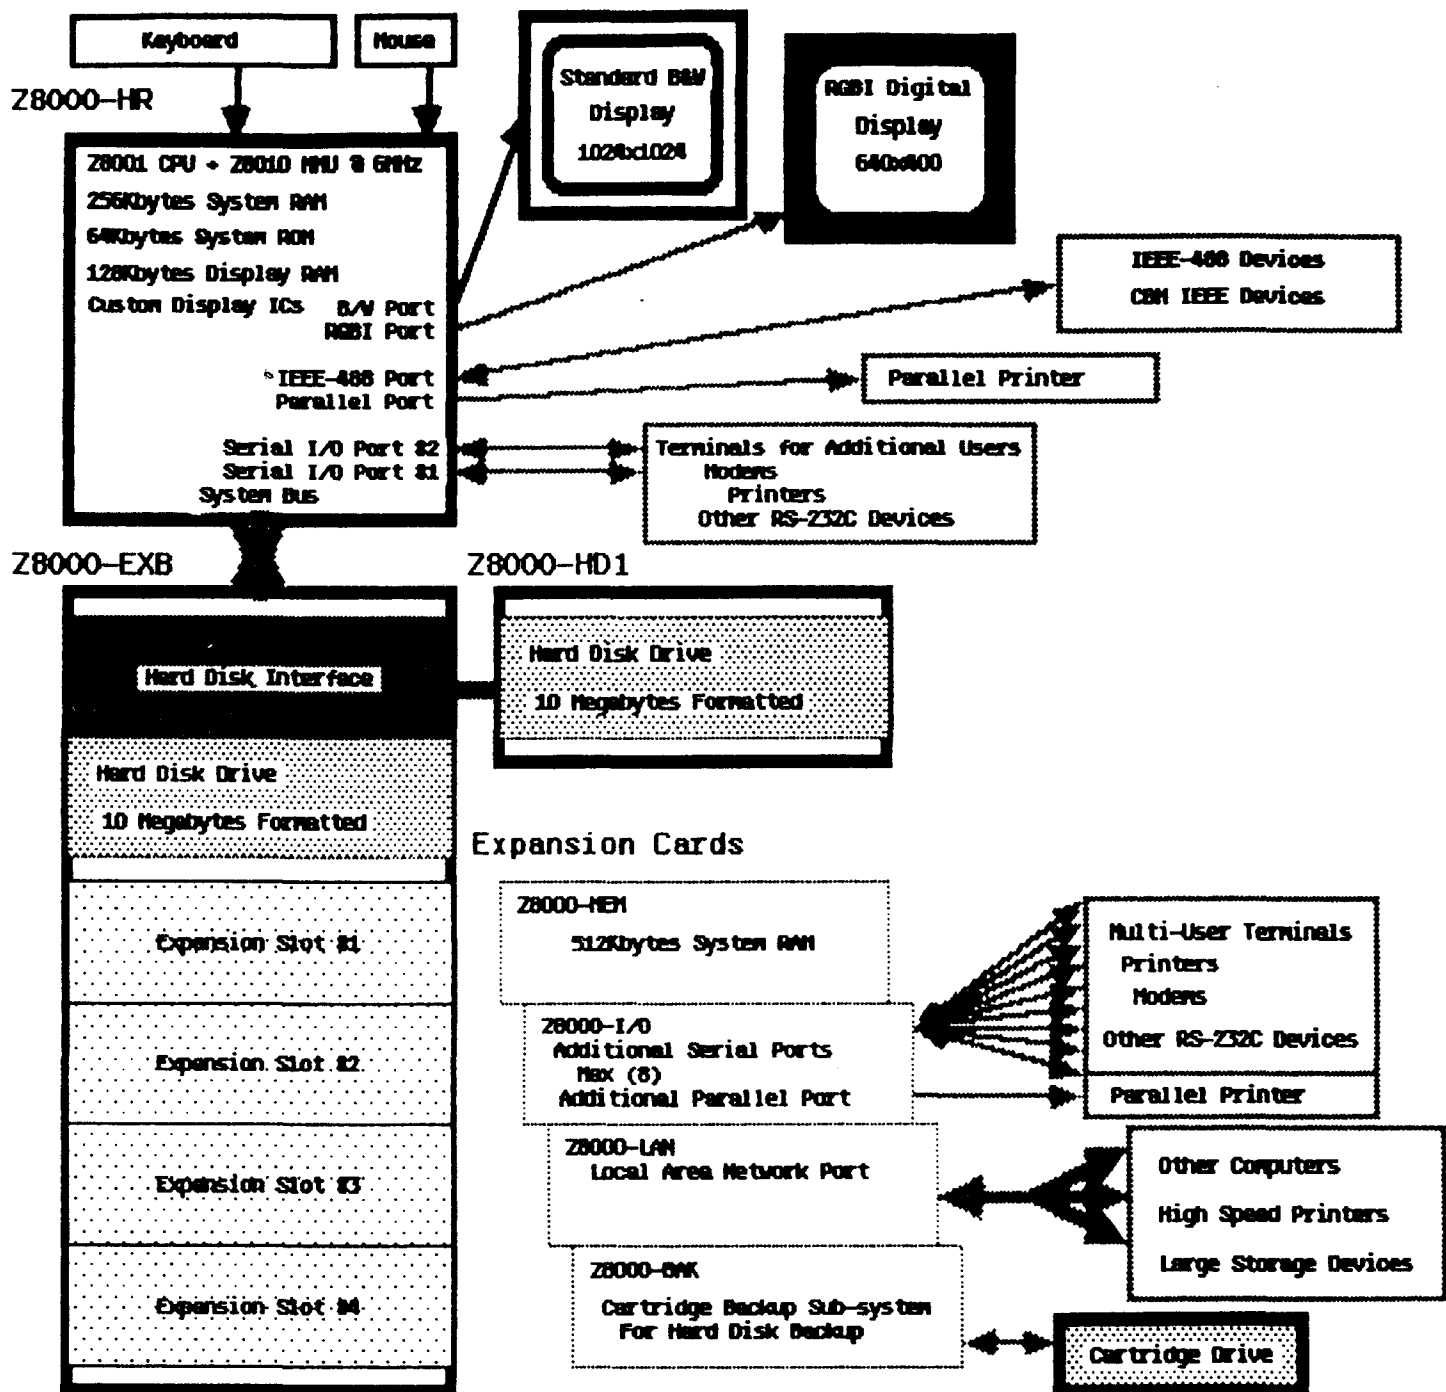 Keyboard
Mouse
Z8000-HR
Z8001 CPU + Z8010 MMU @ 6MHz
256Kbytes System RAM
64Kbytes System ROM
128Kbytes Display RAM
Custom Display ICs
B/W Port
RGBI Port
IEEE-488 Port
Parallel Port
Serial I/O Port #2
Serial I/O Port #1
System Bus
Standard B&W
Display
1024x1024
RGBI Digital
Display
640x400
IEEE-488 Devices
CBM IEEE Devices
Parallel Printer
Terminals for Additional Users
Modems
Printers
Other RS-232C Devices
Z8000-EXB
Hard Disk Interface
Hard Disk Drive
10 Megabytes Formatted
Expansion Slot #1
Expansion Slot #2
Expansion Slot #3
Expansion Slot #4
Z8000-HD1
Hard Disk Drive
10 Megabytes Formatted
Expansion Cards
Z8000-MEM
512Kbytes System RAM
Z8000-I/O
Additional Serial Ports
Max (8)
Additional Parallel Port
Multi-User Terminals
Printers
Modems
Other RS-232C Devices
Parallel Printer
Z8000-LAN
Local Area Network Port
Other Computers
High Speed Printers
Large Storage Devices
Z8000-BAK
Cartridge Backup Sub-system
For Hard Disk Backup
Cartridge Drive